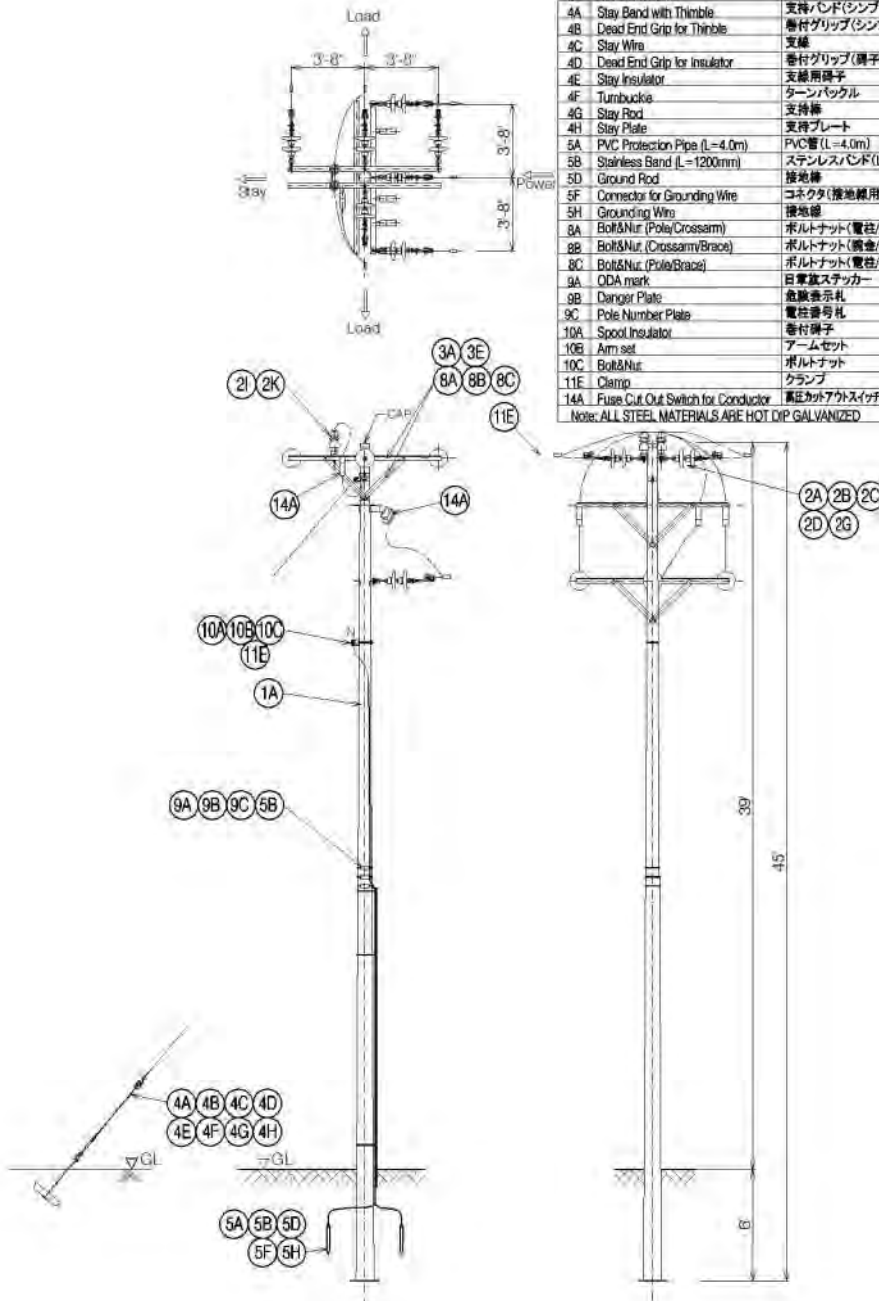 Load
3'-8" 3'-8"
3'-8"
3'-8"
Stay
Power
Load
4A Stay Band with Thimble 支持バンド(シンブ
4B Dead End Grip for Thinble 巻付グリップ(シン
4C Stay Wire 支線
4D Dead End Grip for Insulator 巻付グリップ(碍子
4E Stay Insulator 支線用碍子
4F Turnbuckle ターンバックル
4G Stay Rod 支持棒
4H Stay Plate 支持プレート
5A PVC Protection Pipe (L=4.0m) PVC管(L=4.0m)
5B Stainless Band (L=1200mm) ステンレスバンド(L
5D Ground Rod 接地棒
5F Connector for Grounding Wire コネクタ(接地線用
5H Grounding Wire 接地線
8A Bolt&Nut (Pole/Crossarm) ボルトナット(電柱/
8B Bolt&Nut (Crossarm/Brace) ボルトナット(腕金/
8C Bolt&Nut (Pole/Brace) ボルトナット(電柱/
9A ODA mark 日章旗ステッカー
9B Danger Plate 危険表示札
9C Pole Number Plate 電柱番号札
10A Spool Insulator 巻付碍子
10B Arm set アームセット
10C Bolt&Nut ボルトナット
11E Clamp クランプ
14A Fuse Cut Out Switch for Conductor 高圧カットアウトスイッチ
Note: ALL STEEL MATERIALS ARE HOT DIP GALVANIZED
2I 2K
3A 3E
8A 8B 8C
CAP
11E
14A
14A
2A 2B 2C
2D 2G
N
10A 10B 10C
11E
1A
9A 9B 9C 5B
39'
45'
4A 4B 4C 4D
4E 4F 4G 4H
GL
GL
5A 5B 5D
5F 5H
6'